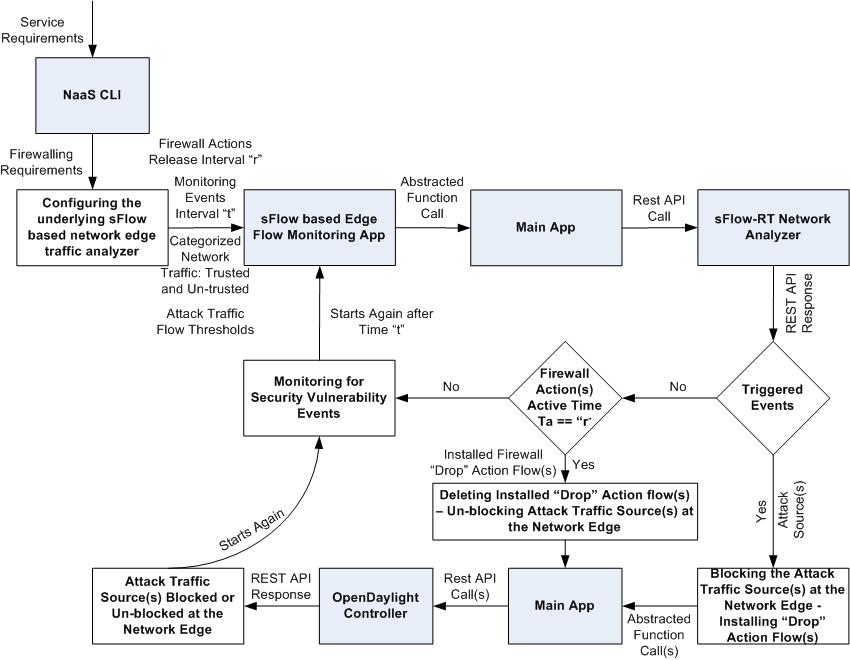 Service
Requirements
NaaS CLI
Firewalling
Requirements
Firewall Actions
Release Interval “r”
Monitoring
Events
Interval “t”
Categorized
Network
Traffic: Trusted
and Un-trusted
Attack Traffic
Flow Thresholds
Configuring the
underlying sFlow
based network edge
traffic analyzer
sFlow based Edge
Flow Monitoring App
Abstracted
Function
Call
Main App
Rest API
Call
sFlow-RT Network
Analyzer
REST API
Response
Starts Again after
Time “t”
Monitoring for
Security Vulnerability
Events
No
Firewall
Action(s)
Active Time
Ta == “r”
No
Triggered
Events
Installed Firewall
“Drop” Action Flow(s)
Yes
Yes
Attack
Source(s)
Deleting Installed “Drop” Action flow(s)
– Un-blocking Attack Traffic Source(s) at
the Network Edge
Starts Again
Attack Traffic
Source(s) Blocked or
Un-blocked at the
Network Edge
REST API
Response
OpenDaylight
Controller
Rest API
Call(s)
Main App
Abstracted
Function
Call(s)
Blocking the Attack
Traffic Source(s) at the
Network Edge -
Installing “Drop”
Action Flow(s)